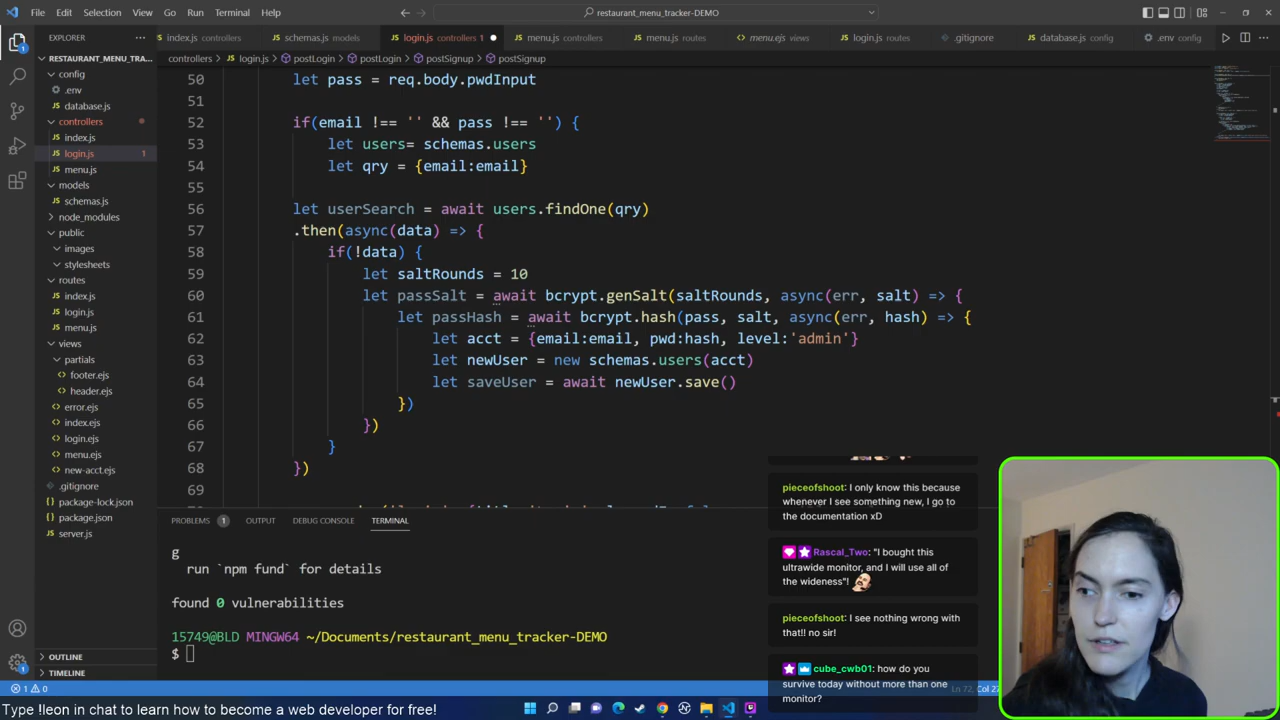 File Edit Selection View Go Run Terminal Help
restaurant_menu_tracker-DEMO
EXPLORER
index.js controllers
schemas.js models
login.js controllers 1
menu.js controllers
menu.js routes
menu.ejs views
login.js routes
.gitignore
database.js config
.env config
controllers > login.js > postLogin > postLogin > postSignup > postSignup
RESTAURANT_MENU_TRA...
config
.env
database.js
controllers
index.js
login.js 1
menu.js
models
schemas.js
node_modules
public
images
stylesheets
routes
index.js
login.js
menu.js
views
partials
footer.ejs
header.ejs
error.ejs
index.ejs
login.ejs
menu.ejs
new-acct.ejs
.gitignore
package-lock.json
package.json
server.js
OUTLINE
TIMELINE
50 let pass = req.body.pwdInput
51
52 if(email !== '' && pass !== '') {
53 let users= schemas.users
54 let qry = {email:email}
55
56 let userSearch = await users.findOne(qry)
57 .then(async(data) => {
58 if(!data) {
59 let saltRounds = 10
60 let passSalt = await bcrypt.genSalt(saltRounds, async(err, salt) => {
61 let passHash = await bcrypt.hash(pass, salt, async(err, hash) => {
62 let acct = {email:email, pwd:hash, level:'admin'}
63 let newUser = new schemas.users(acct)
64 let saveUser = await newUser.save()
65 })
66 })
67 }
68 })
69
PROBLEMS 1 OUTPUT DEBUG CONSOLE TERMINAL
g
run `npm fund` for details
found 0 vulnerabilities
15749@BLD MINGW64 ~/Documents/restaurant_menu_tracker-DEMO
$
pieceofshoot: I only know this because
whenever I see something new, I go to
the documentation xD
Rascal_Two: "I bought this
ultrawide monitor, and I will use all of
the wideness"!
pieceofshoot: I see nothing wrong
with that!! no sir!
cube_cwb01: how do you
survive today without more than one
monitor?
1 0
Ln 72, Col 27
Type !leon in chat to learn how to become a web developer for free!